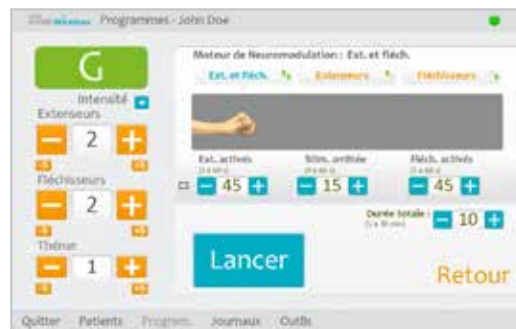 Programmes - John Doe
G
Intensité
Extenseurs
2
Fléchisseurs
2
Thénar
1
Moteur de Neuromodulation : Ext. et fléch.
Ext. et fléch. Extenseurs Fléchisseurs
Ext. activés Stim. arrêtée Fléch. activés
45 15 45
Durée totale : 10
Lancer
Retour
Quitter Patients Program. Journaux Outils